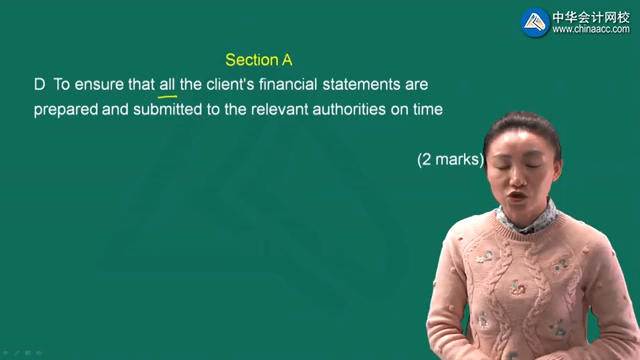 中华会计网校
www.chinaacc.com
Section A
D To ensure that all the client's financial statements are
prepared and submitted to the relevant authorities on time
(2 marks)